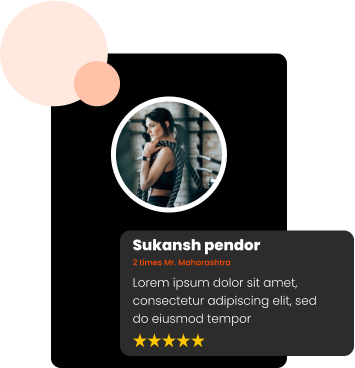 Sukansh pendor
2 times Mr. Maharashtra
Lorem ipsum dolor sit amet,
consectetur adipiscing elit, sed
do eiusmod tempor